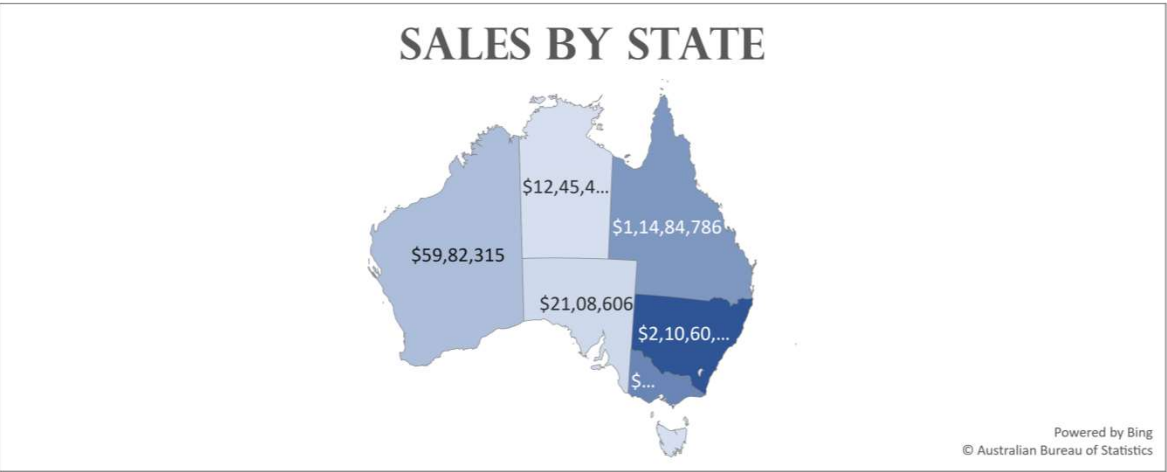 SALES BY STATE
$12,45,4...
$1,14,84,786
$59,82,315
$21,08,606
$2,10,60,...
$...
Powered by Bing
© Australian Bureau of Statistics